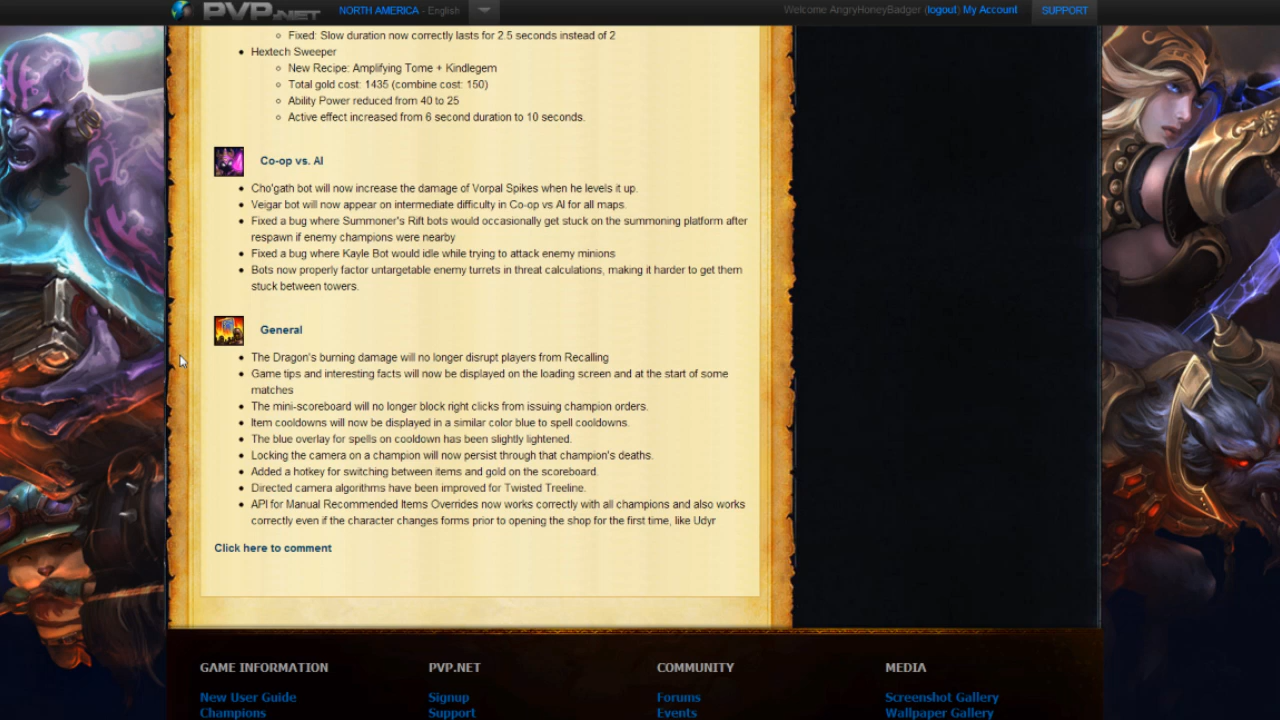 PVP.NET NORTH AMERICA - English Welcome AngryHoneyBadger (logout) My Account SUPPORT
Fixed: Slow duration now correctly lasts for 2.5 seconds instead of 2
Hextech Sweeper
New Recipe: Amplifying Tome + Kindlegem
Total gold cost: 1435 (combine cost: 150)
Ability Power reduced from 40 to 25
Active effect increased from 6 second duration to 10 seconds.
Co-op vs. AI
Cho'gath bot will now increase the damage of Vorpal Spikes when he levels it up.
Veigar bot will now appear on intermediate difficulty in Co-op vs AI for all maps.
Fixed a bug where Summoner's Rift bots would occasionally get stuck on the summoning platform after
respawn if enemy champions were nearby
Fixed a bug where Kayle Bot would idle while trying to attack enemy minions
Bots now properly factor untargetable enemy turrets in threat calculations, making it harder to get them
stuck between towers.
General
The Dragon's burning damage will no longer disrupt players from Recalling
Game tips and interesting facts will now be displayed on the loading screen and at the start of some
matches
The mini-scoreboard will no longer block right clicks from issuing champion orders.
Item cooldowns will now be displayed in a similar color blue to spell cooldowns.
The blue overlay for spells on cooldown has been slightly lightened.
Locking the camera on a champion will now persist through that champion's deaths.
Added a hotkey for switching between items and gold on the scoreboard.
Directed camera algorithms have been improved for Twisted Treeline.
API for Manual Recommended Items Overrides now works correctly with all champions and also works
correctly even if the character changes forms prior to opening the shop for the first time, like Udyr
Click here to comment
GAME INFORMATION PVP.NET COMMUNITY MEDIA
New User Guide Signup Forums Screenshot Gallery
Champions Support Events Wallpaper Gallery